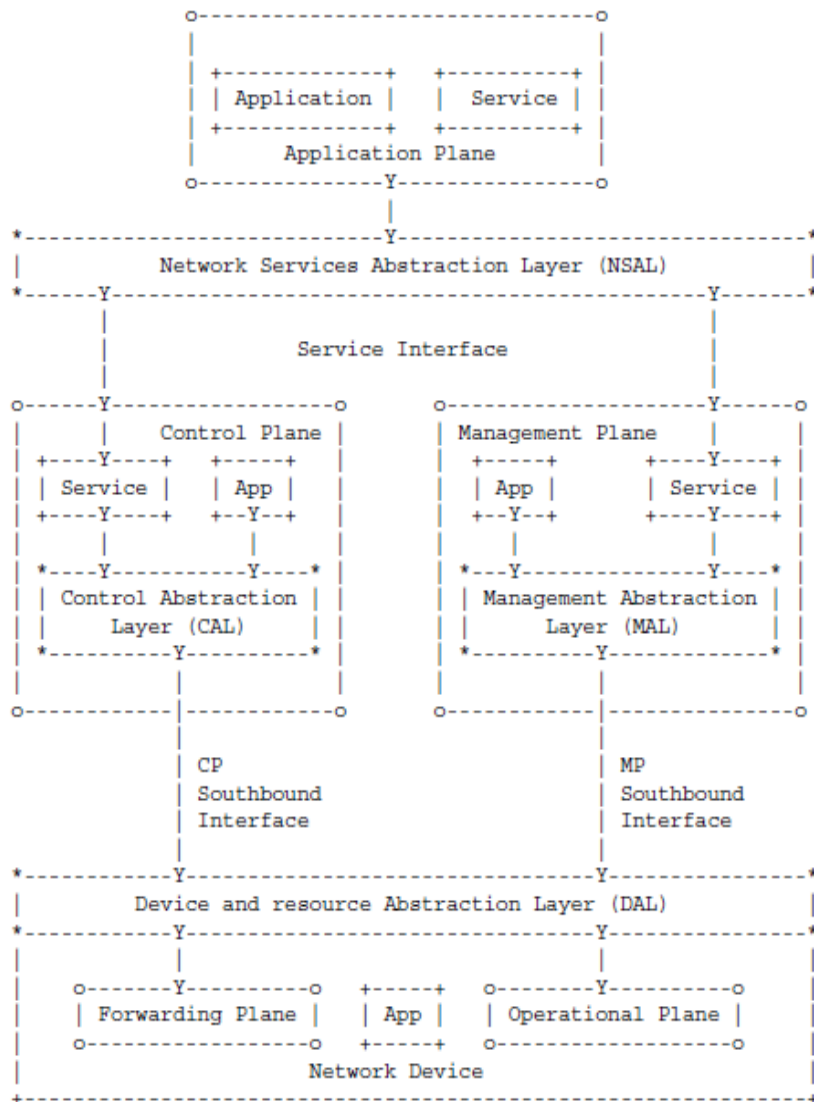 Application Service
Application Plane
Network Services Abstraction Layer (NSAL)
Service Interface
Control Plane Management Plane
Service App App Service
Control Abstraction Management Abstraction
Layer (CAL) Layer (MAL)
CP MP
Southbound Southbound
Interface Interface
Device and resource Abstraction Layer (DAL)
Forwarding Plane App Operational Plane
Network Device